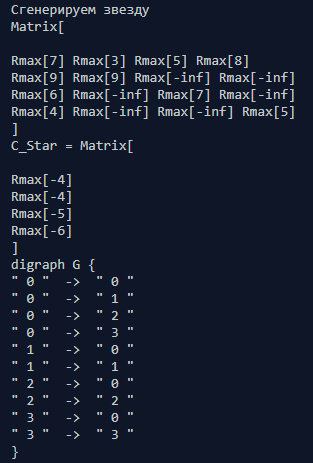 Сгенерируем звезду
Matrix[
Rmax[7] Rmax[3] Rmax[5] Rmax[8]
Rmax[9] Rmax[9] Rmax[-inf] Rmax[-inf]
Rmax[6] Rmax[-inf] Rmax[7] Rmax[-inf]
Rmax[4] Rmax[-inf] Rmax[-inf] Rmax[5]
]
C_Star = Matrix[
Rmax[-4]
Rmax[-4]
Rmax[-5]
Rmax[-6]
]
digraph G {
" 0 "  ->  " 0 "
" 0 "  ->  " 1 "
" 0 "  ->  " 2 "
" 0 "  ->  " 3 "
" 1 "  ->  " 0 "
" 1 "  ->  " 1 "
" 2 "  ->  " 0 "
" 2 "  ->  " 2 "
" 3 "  ->  " 0 "
" 3 "  ->  " 3 "
}